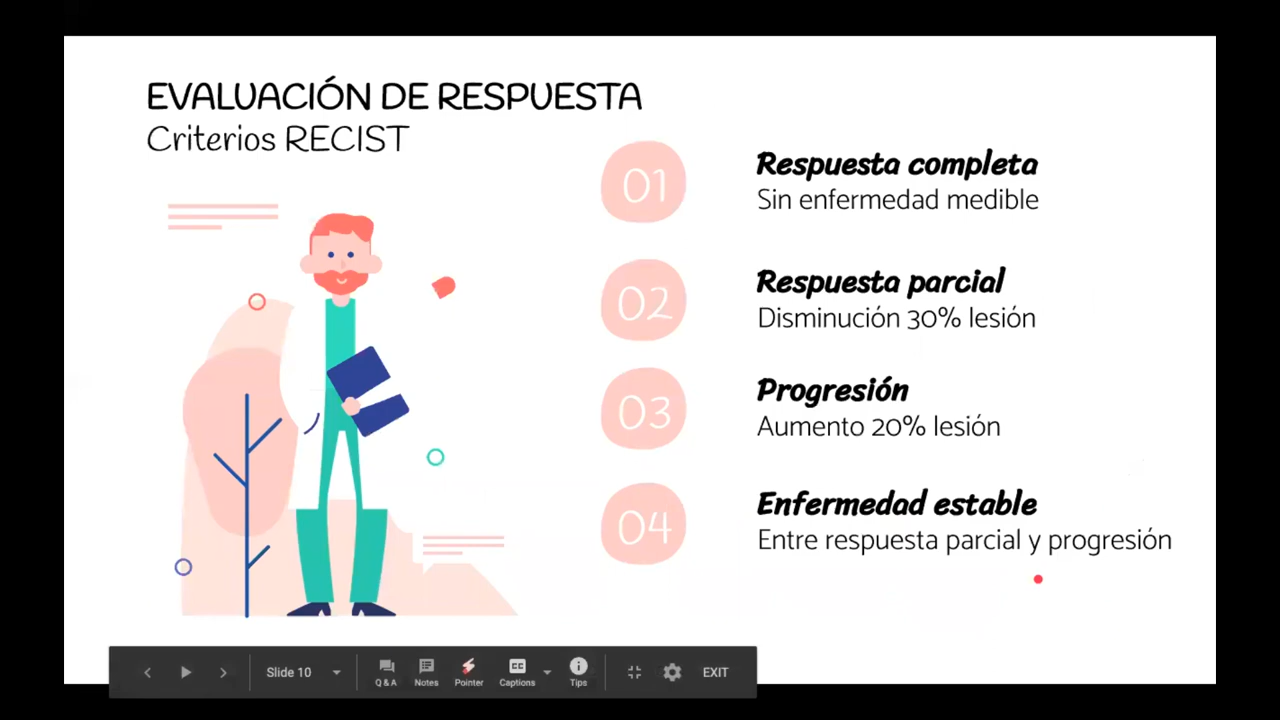 EVALUACIÓN DE RESPUESTA
Criterios RECIST
01
Respuesta completa
Sin enfermedad medible
02
Respuesta parcial
Disminución 30% lesión
03
Progresión
Aumento 20% lesión
04
Enfermedad estable
Entre respuesta parcial y progresión
Slide 10
Q & A
Notes
Pointer
CC
Captions
Tips
EXIT